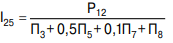 I₂₅ = P₁₂ / (П₃ + 0,5П₅ + 0,1П₇ + П₈)